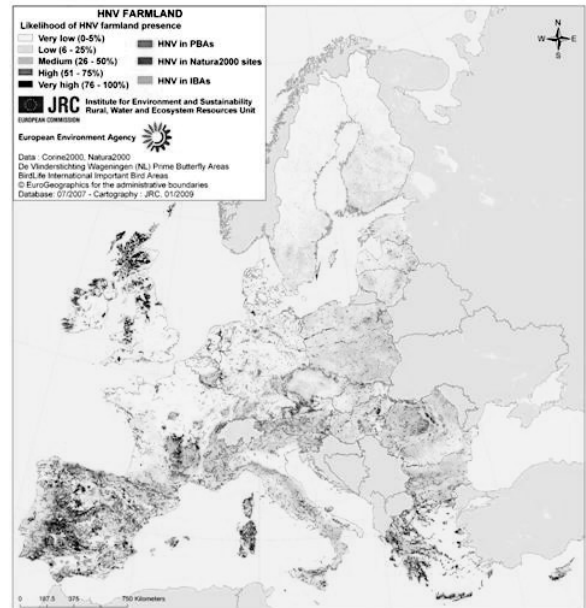 HNV FARMLAND
Likelihood of HNV farmland presence
Very low (0-5%)
Low (6 - 25%)
Medium (26 - 50%)
High (51 - 75%)
Very high (76 - 100%)
HNV in PBAs
HNV in Natura2000 sites
HNV in IBAs
JRC
EUROPEAN COMMISSION
Institute for Environment and Sustainability
Rural, Water and Ecosystem Resources Unit
European Environment Agency
Data : Corine2000, Natura2000
De Vlinderslichting Wageningen (NL) Prime Butterfly Areas
BirdLife International Important Bird Areas
© EuroGeographics for the administrative boundaries
Database: 07/2007 - Cartography : JRC, 01/2009
N
W E
S
0 187.5 375 750 Kilometers